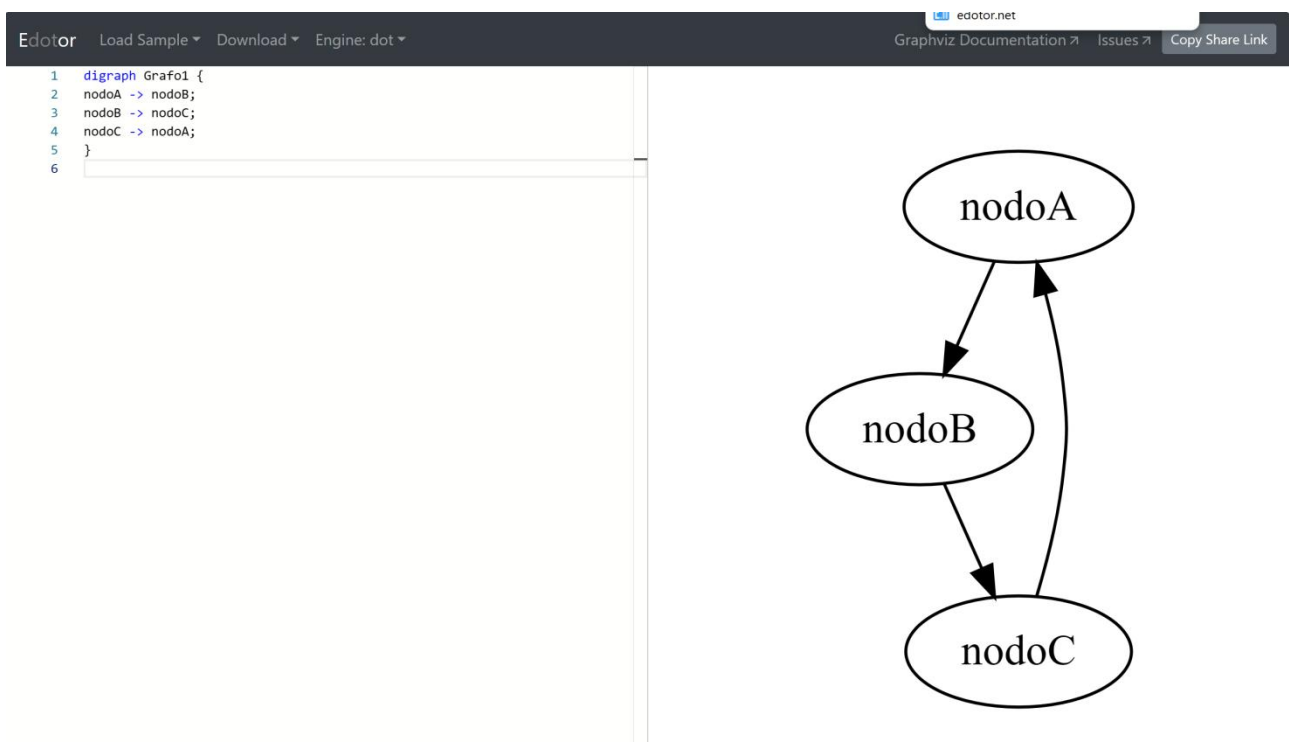 edotor.net
Edotor Load Sample Download Engine: dot Graphviz Documentation Issues Copy Share Link
1 digraph Grafo1 {
2 nodoA -> nodoB;
3 nodoB -> nodoC;
4 nodoC -> nodoA;
5 }
6
nodoA
nodoB
nodoC